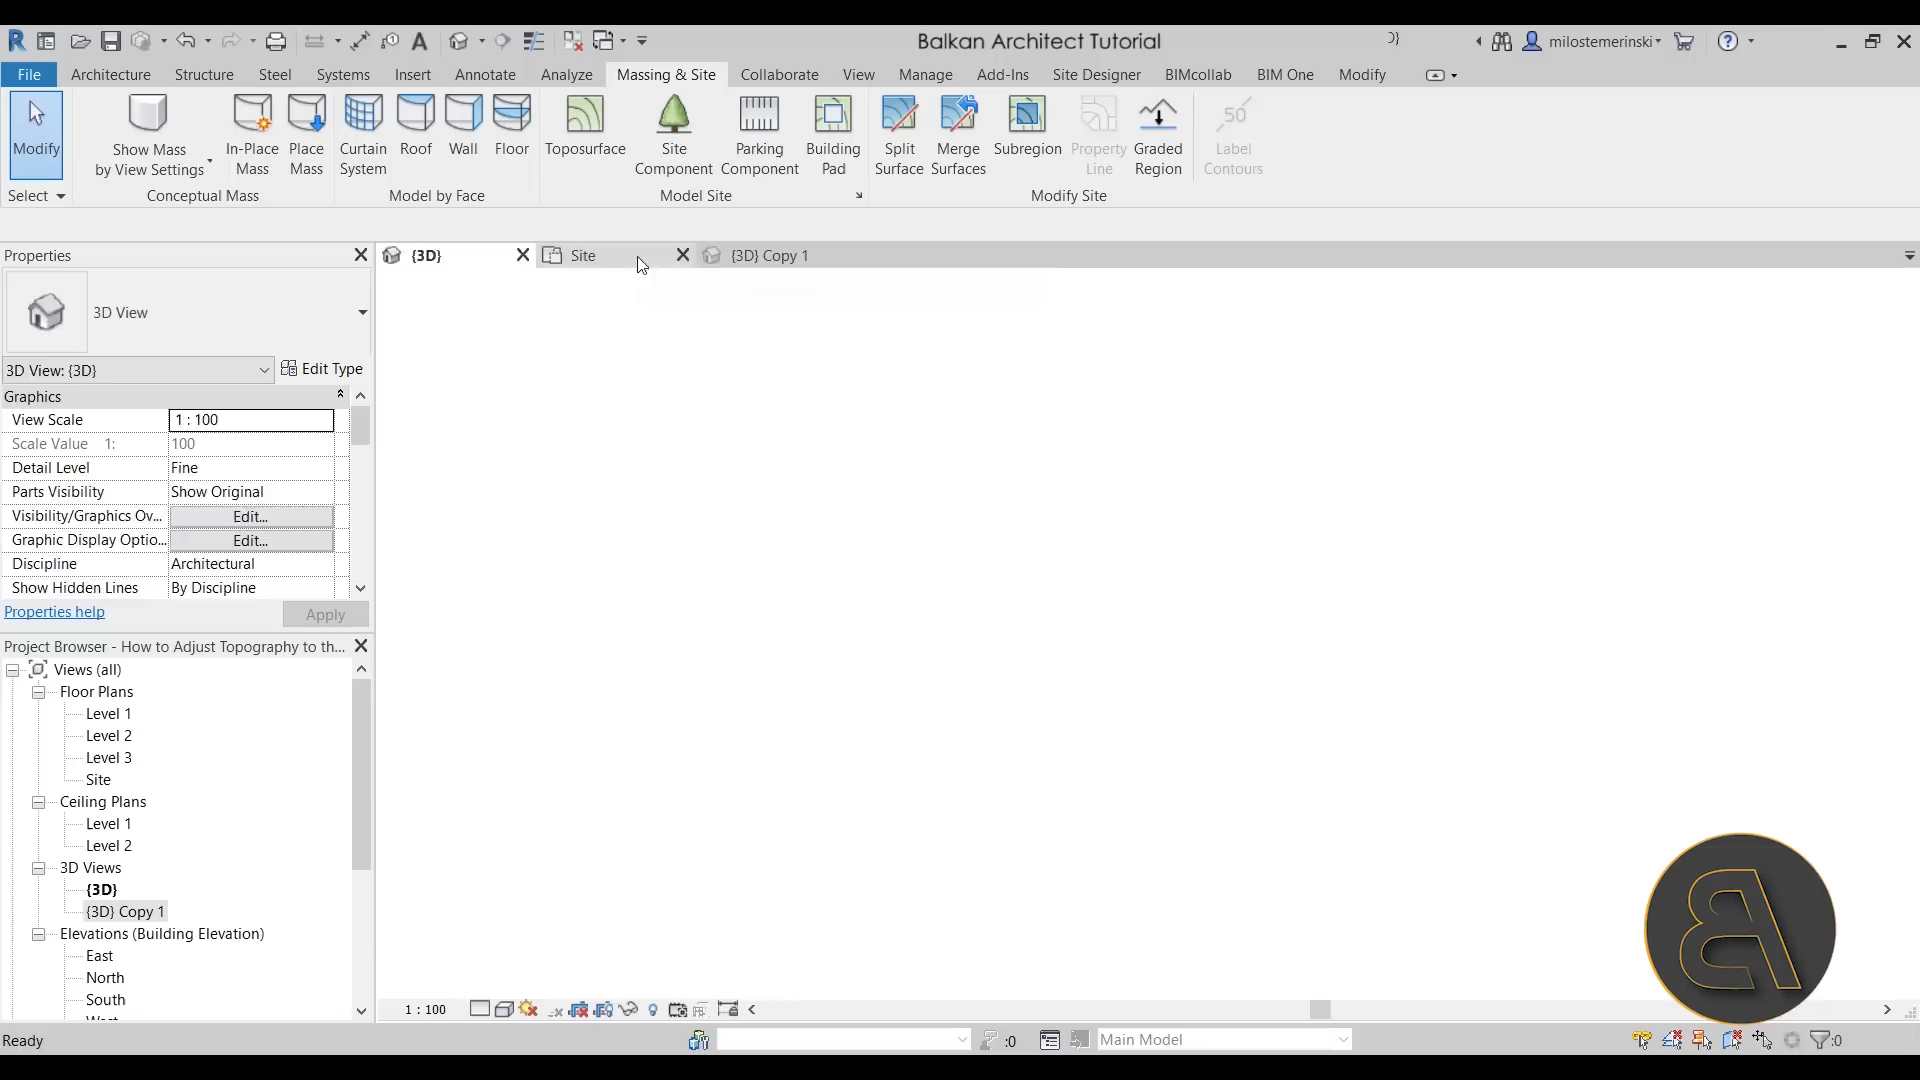 Balkan Architect Tutorial
milostemerinski
File Architecture Structure Steel Systems Insert Annotate Analyze Massing & Site Collaborate View Manage Add-Ins Site Designer BIMcollab BIM One Modify
Modify
Show Mass
by View Settings
In-Place
Mass
Place
Mass
Curtain
System
Roof
Wall
Floor
Toposurface
Site
Component
Parking
Component
Building
Pad
Split
Surface
Merge
Surfaces
Subregion
Property
Line
Graded
Region
50
Label
Contours
Select
Conceptual Mass
Model by Face
Model Site
Modify Site
Properties
{3D}
Site
{3D} Copy 1
3D View
3D View: {3D}
Edit Type
Graphics
View Scale 1 : 100
Scale Value 1: 100
Detail Level Fine
Parts Visibility Show Original
Visibility/Graphics Ov... Edit...
Graphic Display Optio... Edit...
Discipline Architectural
Show Hidden Lines By Discipline
Properties help
Apply
Project Browser - How to Adjust Topography to th...
Views (all)
Floor Plans
Level 1
Level 2
Level 3
Site
Ceiling Plans
Level 1
Level 2
3D Views
{3D}
{3D} Copy 1
Elevations (Building Elevation)
East
North
South
1 : 100
Ready
:0
Main Model
:0